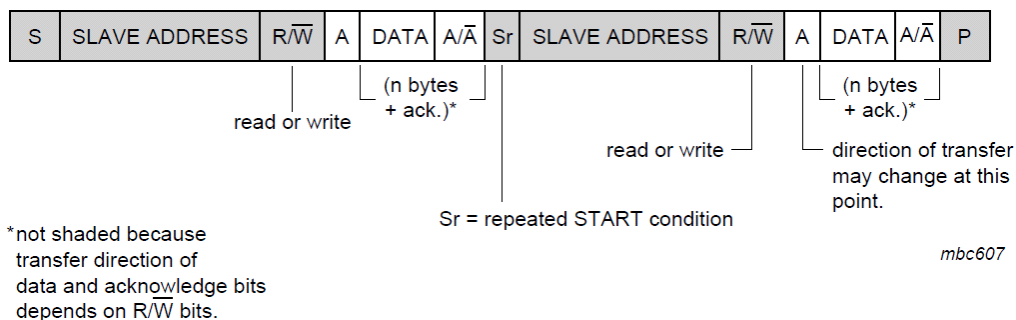 S SLAVE ADDRESS R/W̅ A DATA A/A̅ Sr SLAVE ADDRESS R/W̅ A DATA A/A̅ P
(n bytes
+ ack.)*
read or write
(n bytes
+ ack.)*
read or write
direction of transfer
may change at this
point.
Sr = repeated START condition
*not shaded because
transfer direction of
data and acknowledge bits
depends on R/W̅ bits.
mbc607